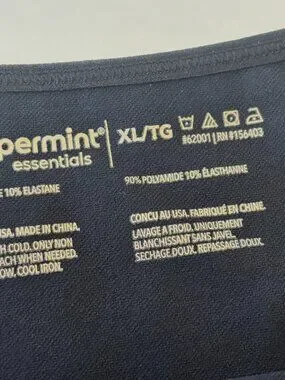 permint® XL/TG
essentials #62001 | RN #156403
E 10% ELASTANE
90% POLYAMIDE 10% ÉLASTHANNE
SA. MADE IN CHINA.
H COLD. ONLY NON
ACH WHEN NEEDED.
OW. COOL IRON.
CONCU AU USA. FABRIQUÉ EN CHINE.
LAVAGE A FROID, UNIQUEMENT
BLANCHISSANT SANS JAVEL.
SECHAGE DOUX. REPASSAGE DOUX.